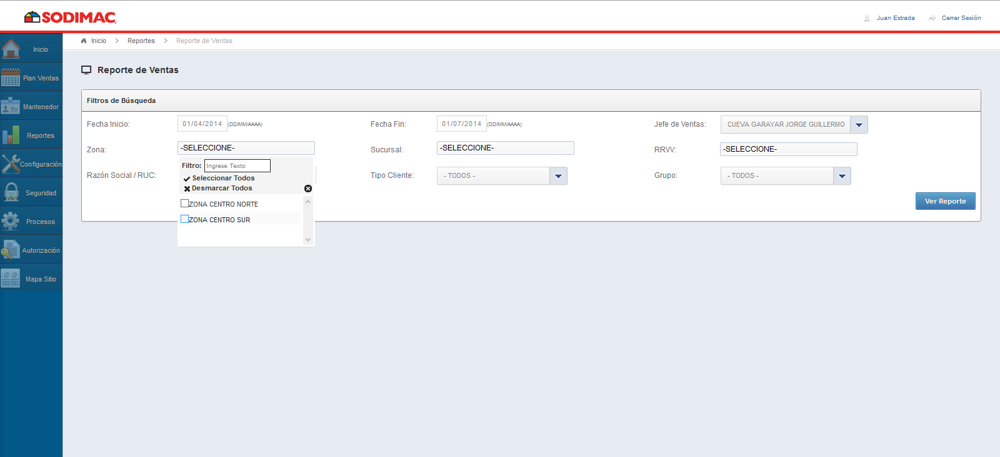 SODIMAC
Juan Estrada
Cerrar Sesión
Inicio > Reportes > Reporte de Ventas
Inicio
Plan Ventas
Mantenedor
Reportes
Configuración
Seguridad
Procesos
Autorización
Mapa Sitio
Reporte de Ventas
Filtros de Búsqueda
Fecha Inicio: 01/04/2014 (DD/MM/AAAA) Fecha Fin: 01/07/2014 (DD/MM/AAAA) Jefe de Ventas: CUEVA GARAYAR JORGE GUILLERMO
Zona: -SELECCIONE- Sucursal: -SELECCIONE- RRVV: -SELECCIONE-
Razón Social / RUC: Tipo Cliente: - TODOS - Grupo: - TODOS -
Filtro: Ingrese Texto
Seleccionar Todos
Desmarcar Todos
ZONA CENTRO NORTE
ZONA CENTRO SUR
Ver Reporte